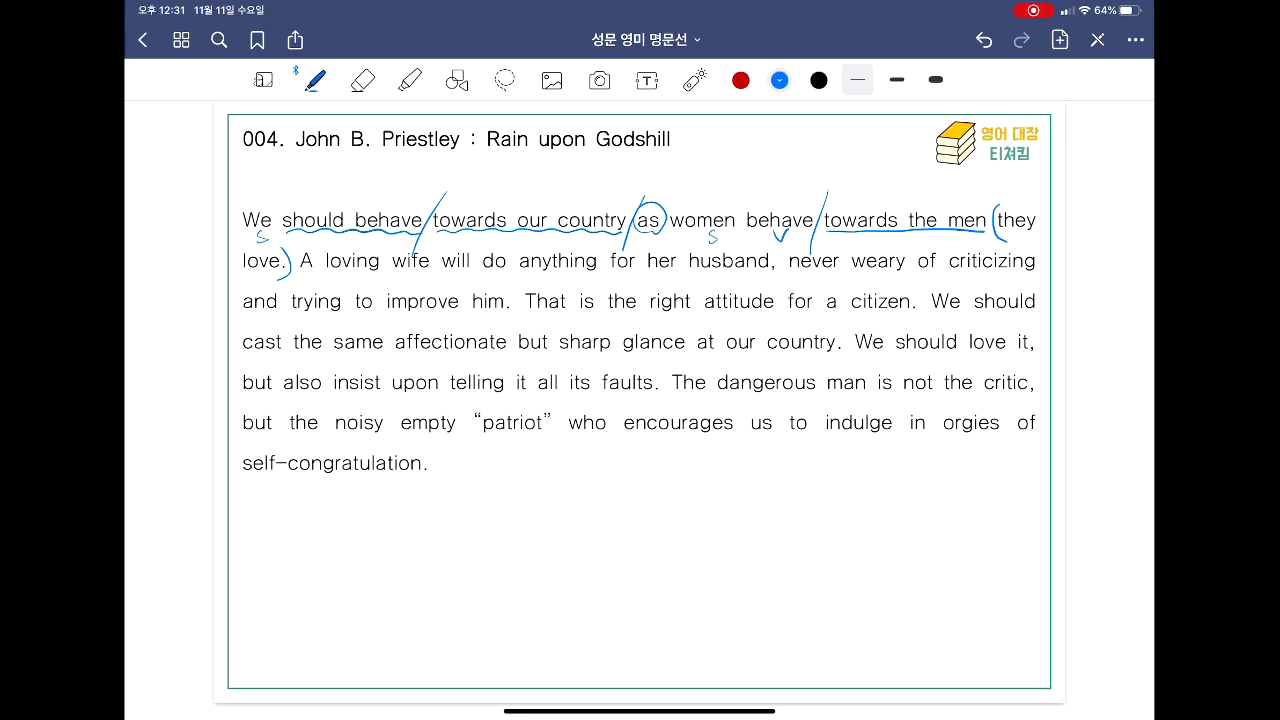 오후 12:31 11월 11일 수요일
64%
성문 영미 명문선
004. John B. Priestley : Rain upon Godshill
영어 대장
티쳐킴
We should behave towards our country as women behave towards the men (they
s s v
love.) A loving wife will do anything for her husband, never weary of criticizing
and trying to improve him. That is the right attitude for a citizen. We should
cast the same affectionate but sharp glance at our country. We should love it,
but also insist upon telling it all its faults. The dangerous man is not the critic,
but the noisy empty “patriot” who encourages us to indulge in orgies of
self-congratulation.